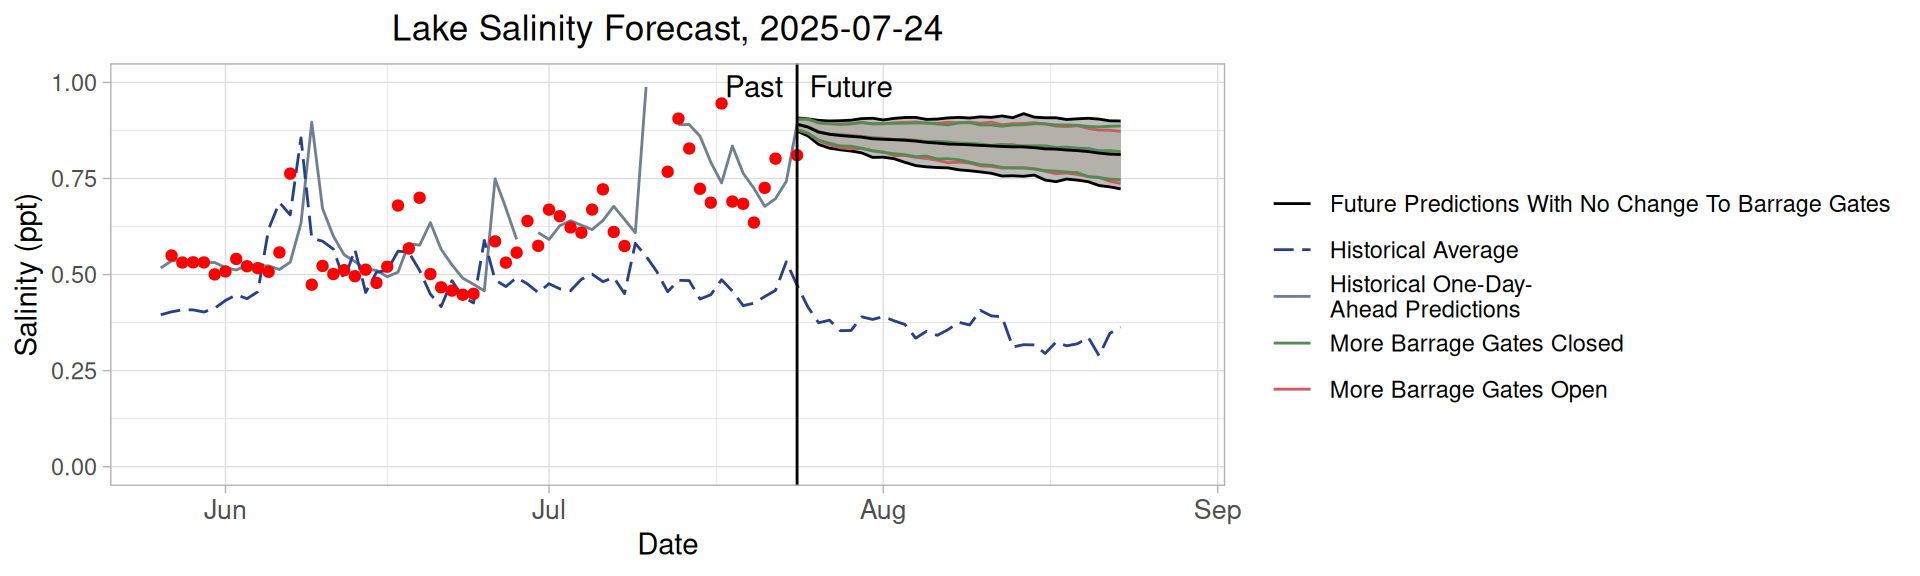 Lake Salinity Forecast, 2025-07-24
Past
Future
1.00
0.75
0.50
0.25
0.00
Salinity (ppt)
Jun
Jul
Aug
Sep
Date
Future Predictions With No Change To Barrage Gates
Historical Average
Historical One-Day-
Ahead Predictions
More Barrage Gates Closed
More Barrage Gates Open